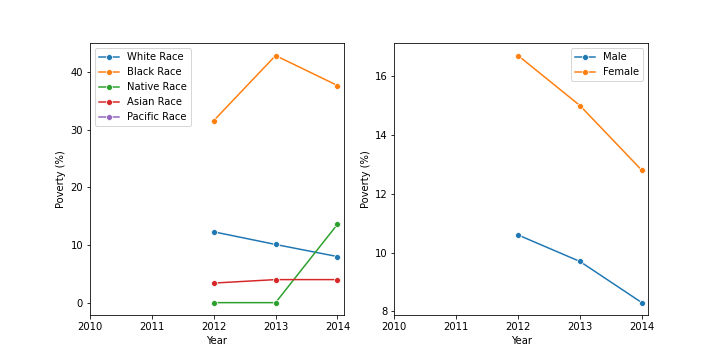 White Race
Black Race
Native Race
Asian Race
Pacific Race
Poverty (%)
40
30
20
10
0
2010 2011 2012 2013 2014
Year
Male
Female
Poverty (%)
16
14
12
10
8
2010 2011 2012 2013 2014
Year